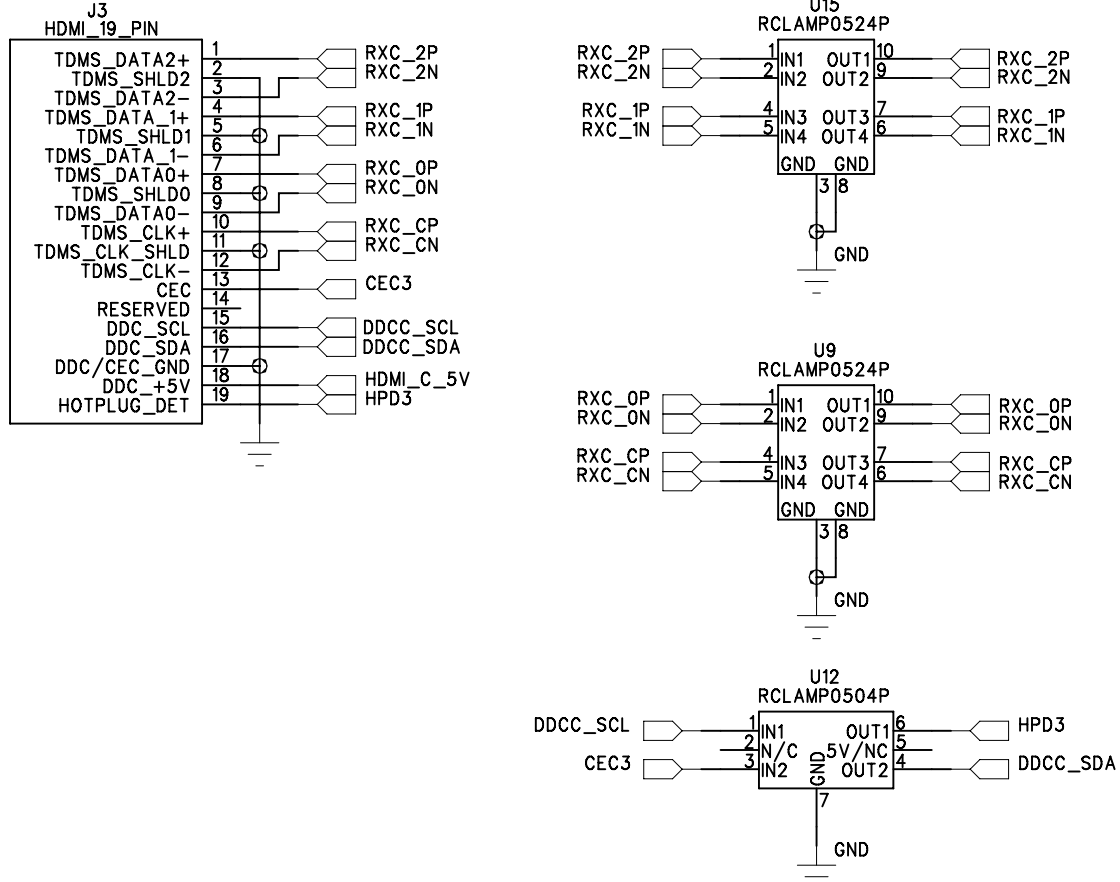 J3
HDMI_19_PIN
TDMS_DATA2+ 1 RXC_2P
TDMS_SHLD2 2 RXC_2N
TDMS_DATA2- 3
TDMS_DATA_1+ 4 RXC_1P
TDMS_SHLD1 5 RXC_1N
TDMS_DATA_1- 6
TDMS_DATA0+ 7 RXC_0P
TDMS_SHLD0 8 RXC_0N
TDMS_DATA0- 9
TDMS_CLK+ 10 RXC_CP
TDMS_CLK_SHLD 11 RXC_CN
TDMS_CLK- 12
CEC 13 CEC3
RESERVED 14
DDC_SCL 15 DDCC_SCL
DDC_SDA 16 DDCC_SDA
DDC/CEC_GND 17
DDC_+5V 18 HDMI_C_5V
HOTPLUG_DET 19 HPD3
U15
RCLAMP0524P
RXC_2P 1 IN1 OUT1 10 RXC_2P
RXC_2N 2 IN2 OUT2 9 RXC_2N
RXC_1P 4 IN3 OUT3 7 RXC_1P
RXC_1N 5 IN4 OUT4 6 RXC_1N
GND GND
3 8
GND
U9
RCLAMP0524P
RXC_0P 1 IN1 OUT1 10 RXC_0P
RXC_0N 2 IN2 OUT2 9 RXC_0N
RXC_CP 4 IN3 OUT3 7 RXC_CP
RXC_CN 5 IN4 OUT4 6 RXC_CN
GND GND
3 8
GND
U12
RCLAMP0504P
DDCC_SCL 1 IN1 OUT1 6 HPD3
2 N/C 5V/NC 5
CEC3 3 IN2 OUT2 4 DDCC_SDA
GND
7
GND